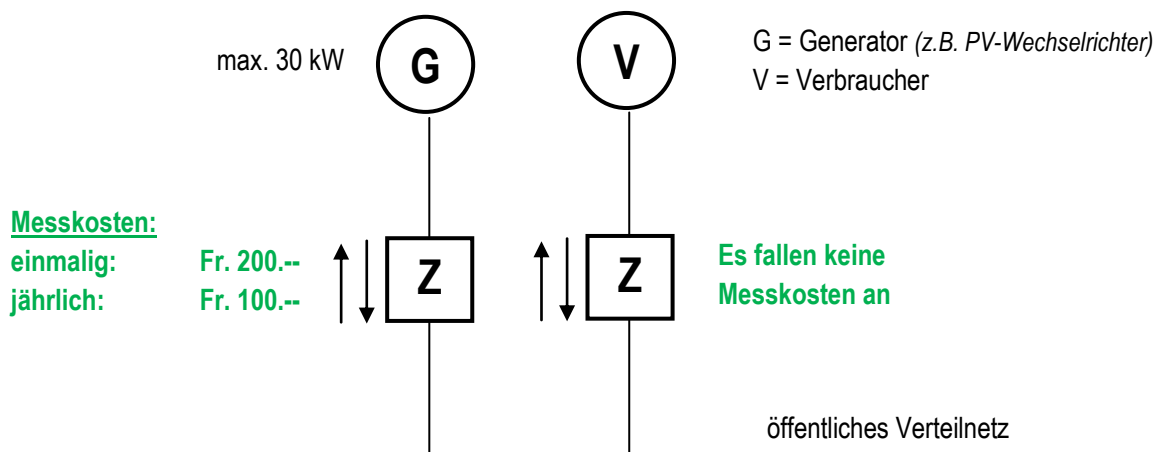 max. 30 kW
G
V
G = Generator (z.B. PV-Wechselrichter)
V = Verbraucher
Messkosten:
einmalig: Fr. 200.--
jährlich: Fr. 100.--
Z
Z
Es fallen keine
Messkosten an
öffentliches Verteilnetz